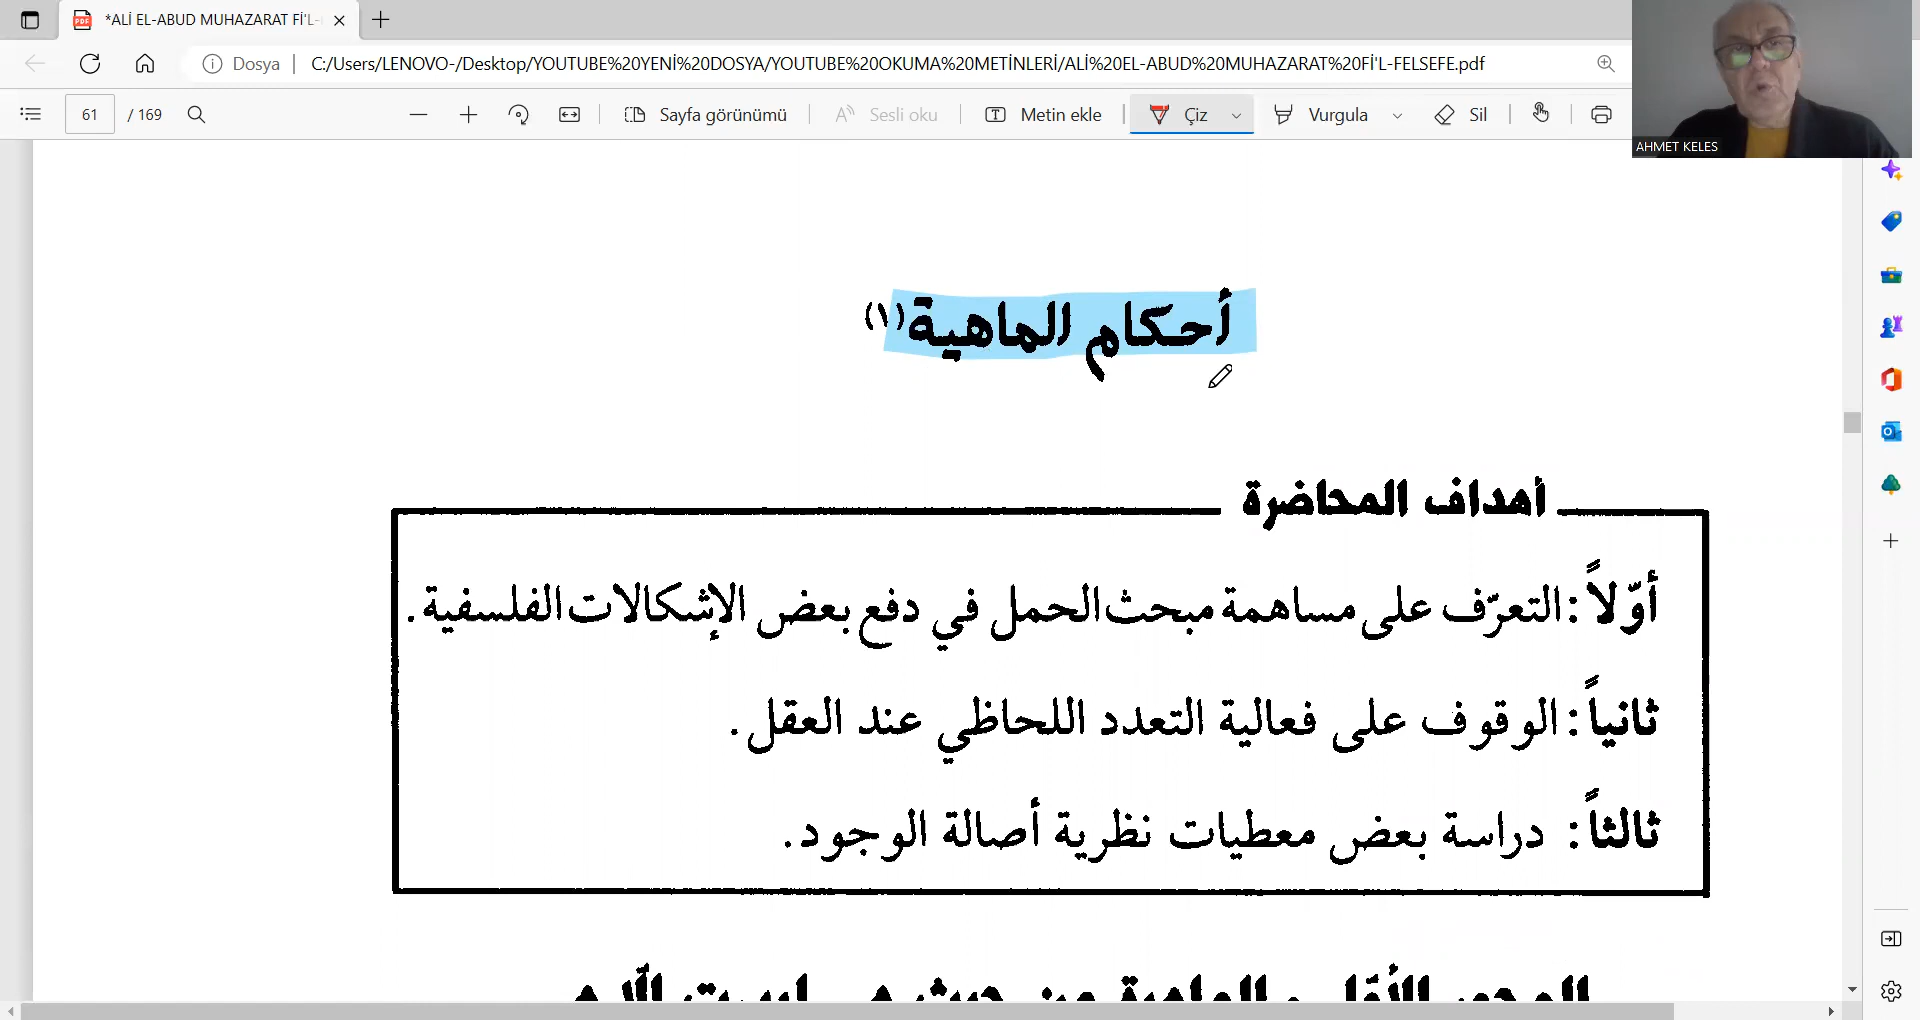 *ALİ EL-ABUD MUHAZARAT Fİ'L-
Dosya
C:/Users/LENOVO-/Desktop/YOUTUBE%20YENİ%20DOSYA/YOUTUBE%20OKUMA%20METİNLERİ/ALİ%20EL-ABUD%20MUHAZARAT%20Fİ'L-FELSEFE.pdf
61 / 169 Sayfa görünümü Sesli oku Metin ekle Çiz Vurgula Sil
AHMET KELES
أحكام الماهية(١)
أهداف المحاضرة
أوّلاً: التعرّف على مساهمة مبحث الحمل في دفع بعض الإشكالات الفلسفية.
ثانياً: الوقوف على فعالية التعدد اللحاظي عند العقل.
ثالثاً: دراسة بعض معطيات نظرية أصالة الوجود.